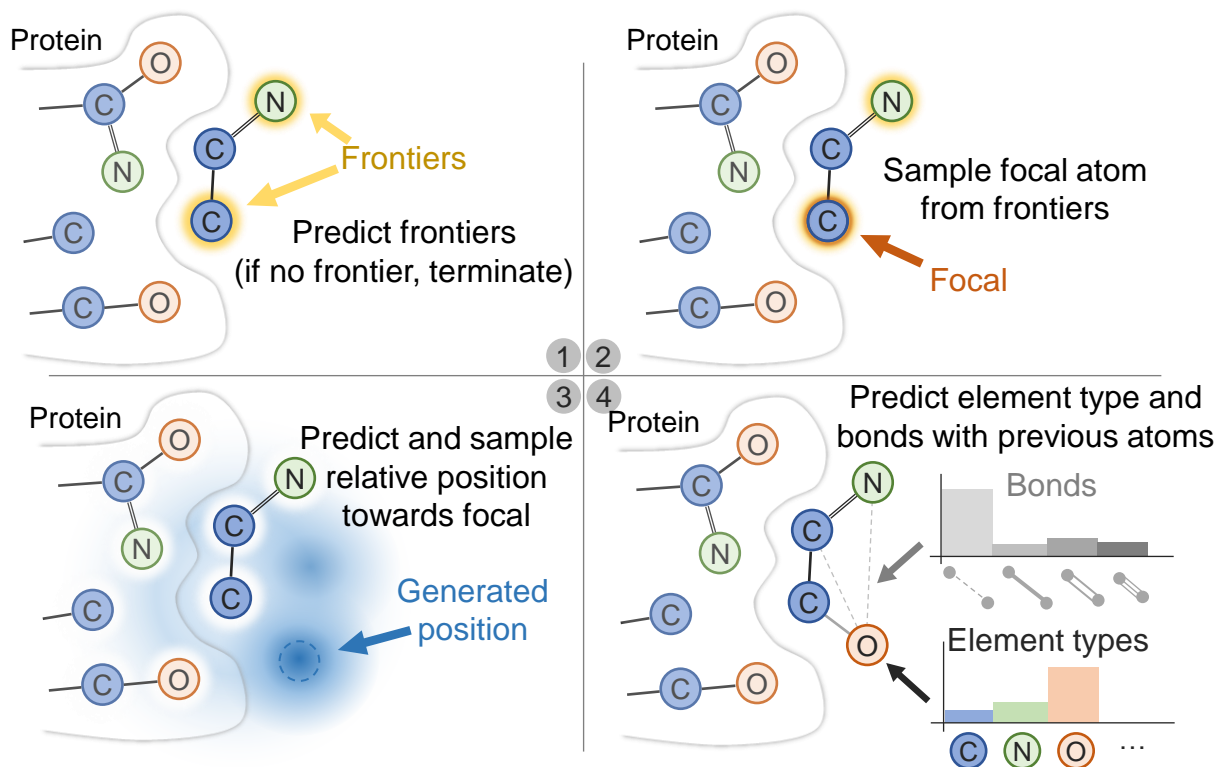 Protein
O
C
N
N
C
Frontiers
C
C
Predict frontiers
(if no frontier, terminate)
C
O
1
Protein
O
C
N
N
C
Sample focal atom
from frontiers
C
C
Focal
C
O
2
3
Protein
O
Predict and sample
relative position
towards focal
C
N
C
N
C
C
Generated
position
C
O
4
Predict element type and
bonds with previous atoms
Protein
O
C
N
Bonds
C
N
C
C
O
Element types
C
O
C N O ...